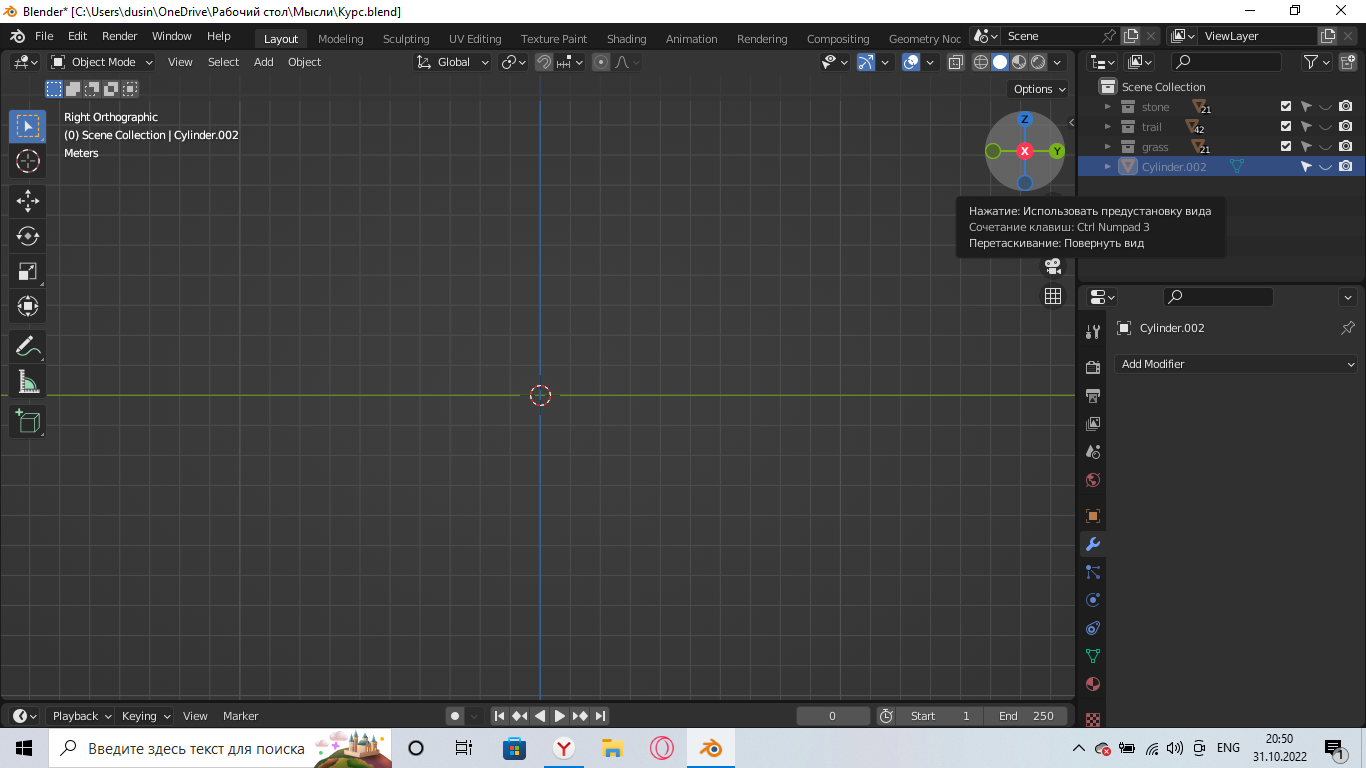 Blender* [C:\Users\dusin\OneDrive\Рабочий стол\Мысли\Курс.blend]
File Edit Render Window Help Layout Modeling Sculpting UV Editing Texture Paint Shading Animation Rendering Compositing Geometry Noc Scene ViewLayer
Object Mode View Select Add Object Global
Options
Right Orthographic
(0) Scene Collection | Cylinder.002
Meters
Z
X
Y
Scene Collection
stone 21
trail 42
grass 21
Cylinder.002
Нажатие: Использовать предустановку вида
Сочетание клавиш: Ctrl Numpad 3
Перетаскивание: Повернуть вид
Cylinder.002
Add Modifier
Playback Keying View Marker 0 Start 1 End 250
Введите здесь текст для поиска
ENG
20:50
31.10.2022
1